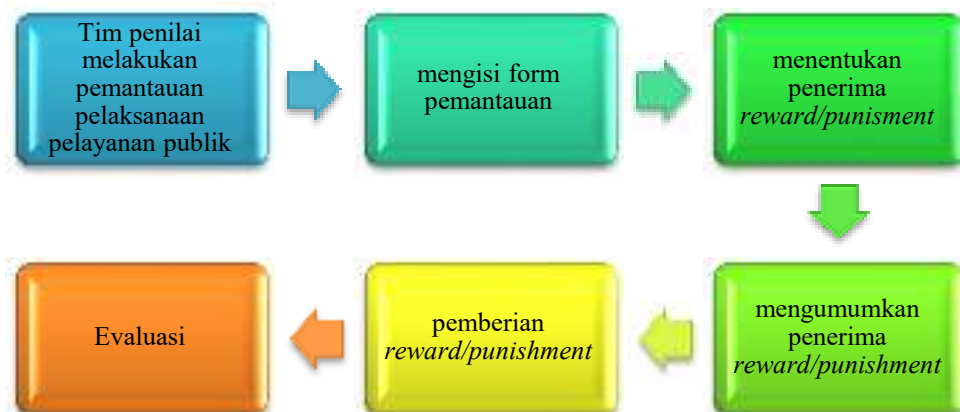 Tim penilai
melakukan
pemantauan
pelaksanaan
pelayanan publik
mengisi form
pemantauan
menentukan
penerima
reward/punisment
mengumumkan
penerima
reward/punishment
pemberian
reward/punishment
Evaluasi